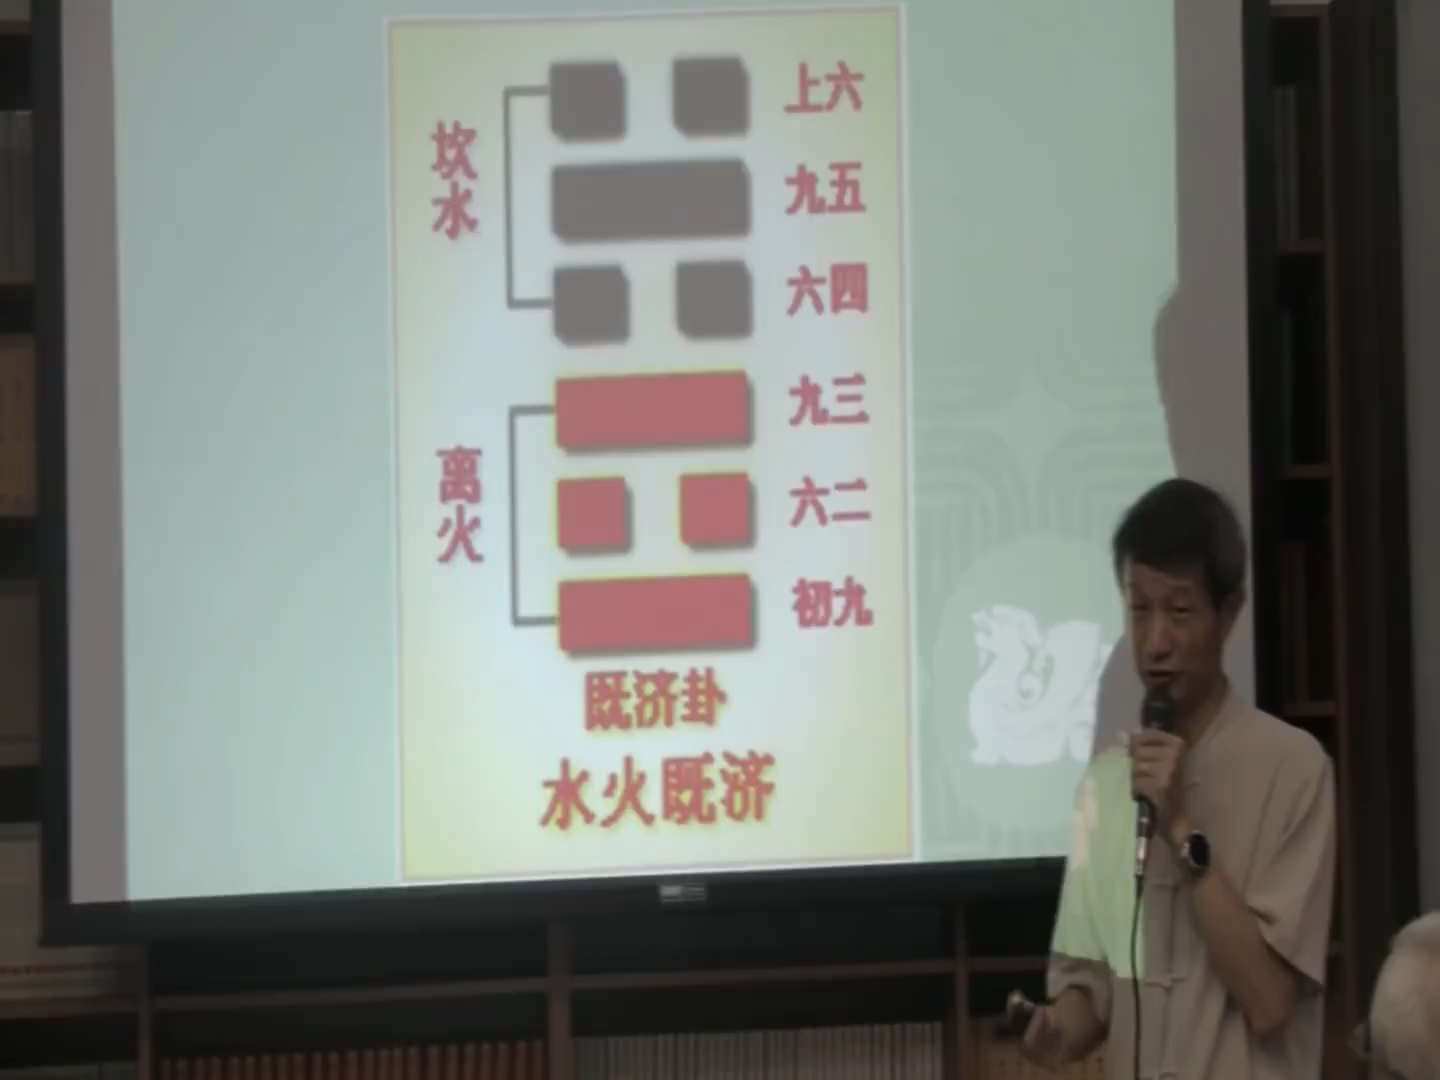 坎水
上六
九五
六四
离火
九三
六二
初九
既济卦
水火既济